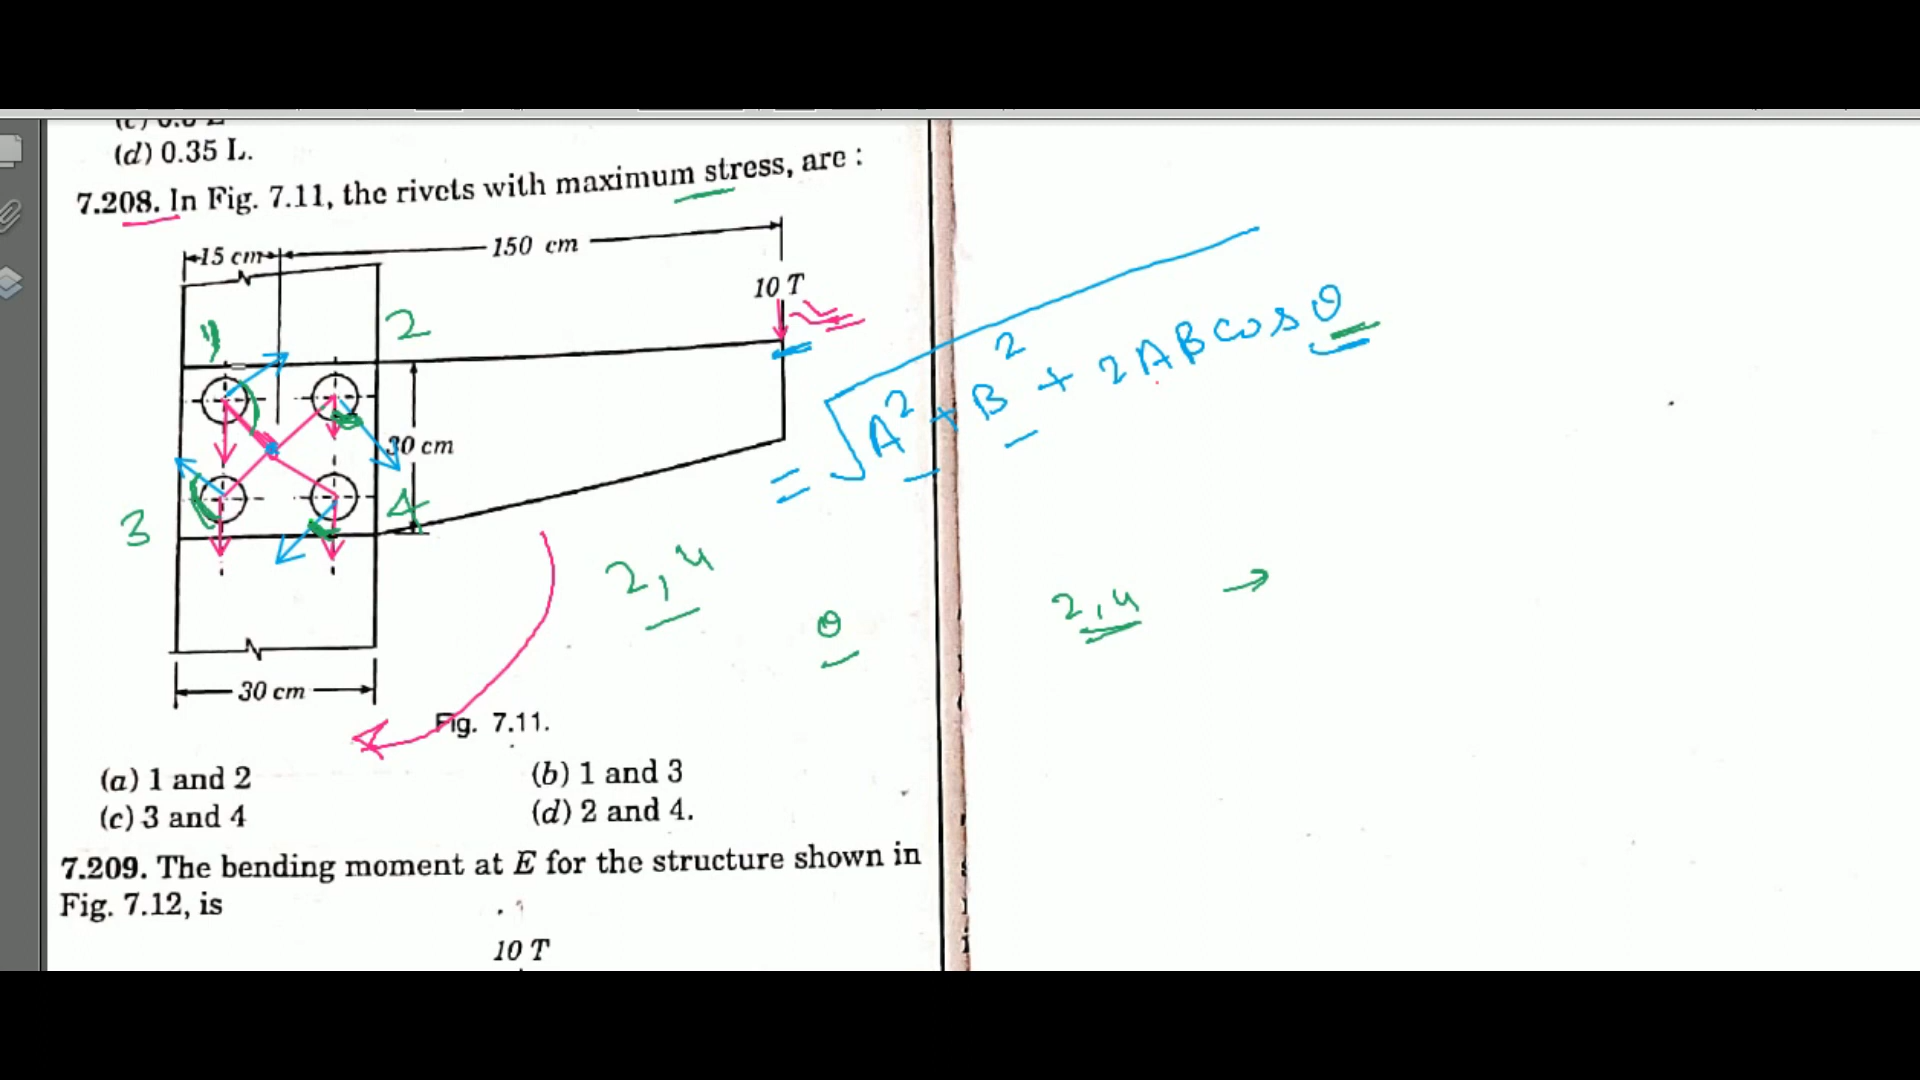 (d) 0.35 L.
7.208. In Fig. 7.11, the rivets with maximum stress, are :
15 cm
150 cm
10 T
1
2
30 cm
3
4
30 cm
Fig. 7.11.
= √A² + B² + 2ABcosθ
2,4
θ
2,4 →
(a) 1 and 2
(b) 1 and 3
(c) 3 and 4
(d) 2 and 4.
7.209. The bending moment at E for the structure shown in
Fig. 7.12, is
10 T